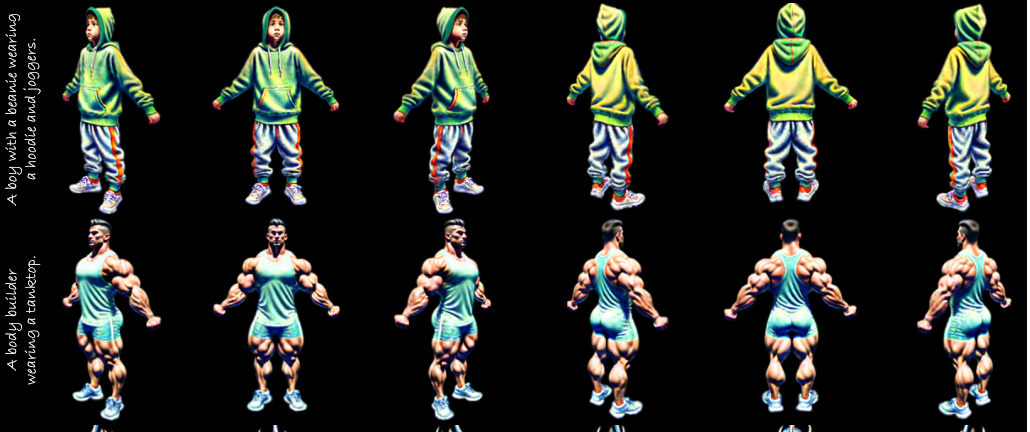 A boy with a beanie wearing
a hoodie and joggers.
A body builder
wearing a tanktop.